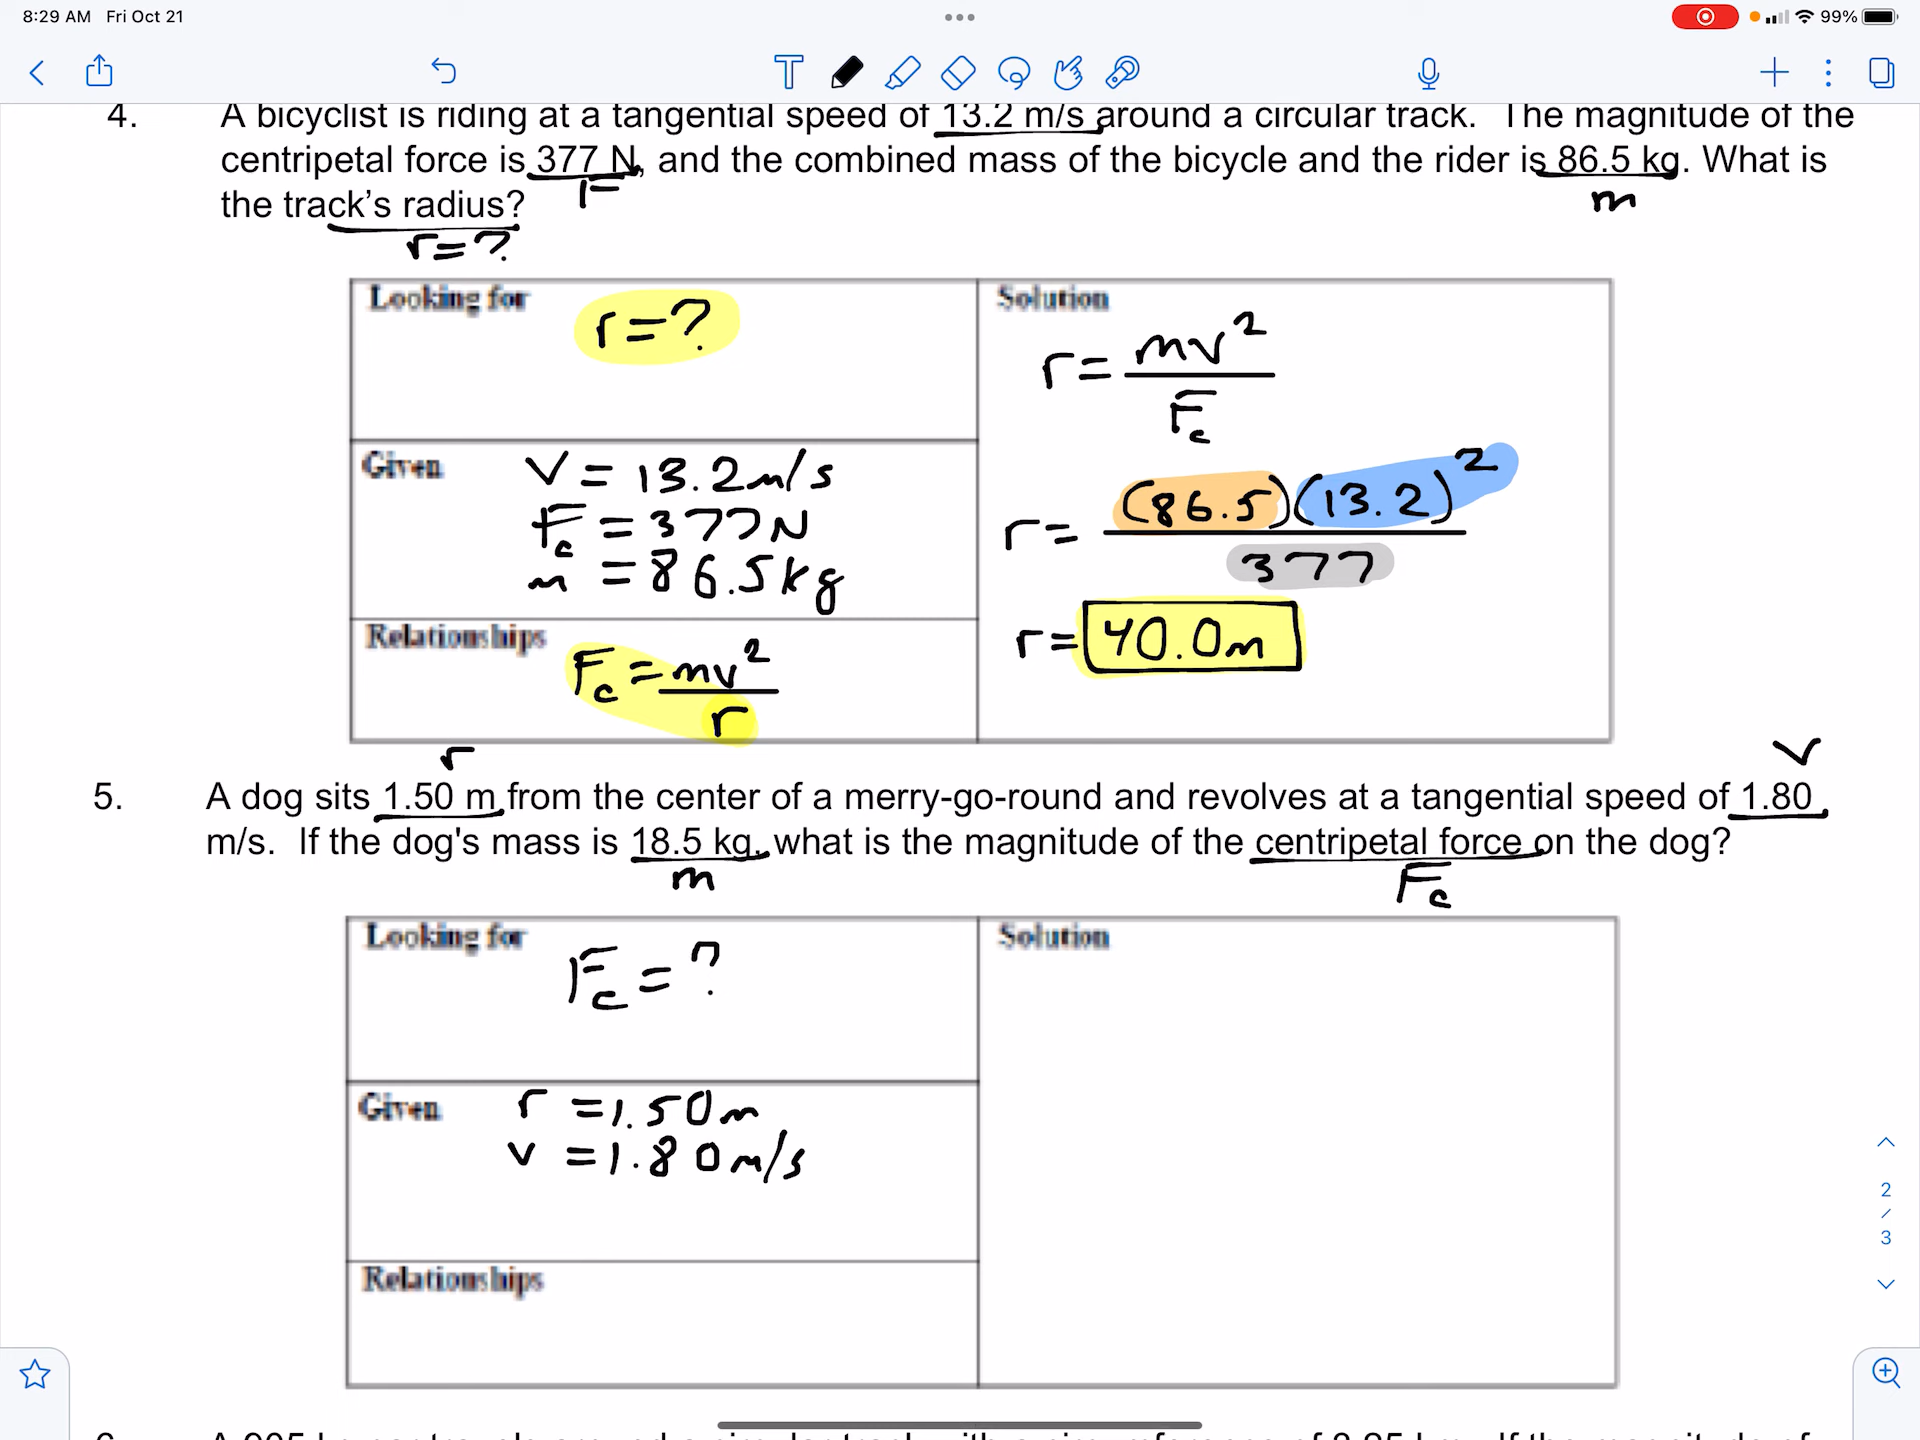 8:29 AM Fri Oct 21
99%
T
4. A bicyclist is riding at a tangential speed of 13.2 m/s around a circular track. The magnitude of the
centripetal force is 377 N, and the combined mass of the bicycle and the rider is 86.5 kg. What is
F
m
the track's radius?
r=?
Looking for
r=?
Given
v = 13.2m/s
Fc = 377N
m = 86.5kg
Relationships
Fc = mv²/r
Solution
r= mv²/Fc
r= (86.5)(13.2)²/377
r= 40.0m
r
v
5. A dog sits 1.50 m from the center of a merry-go-round and revolves at a tangential speed of 1.80
m/s. If the dog's mass is 18.5 kg, what is the magnitude of the centripetal force on the dog?
m
Fc
Looking for
Fc = ?
Given
r = 1.50m
v = 1.80m/s
Relationships
Solution
2
/
3